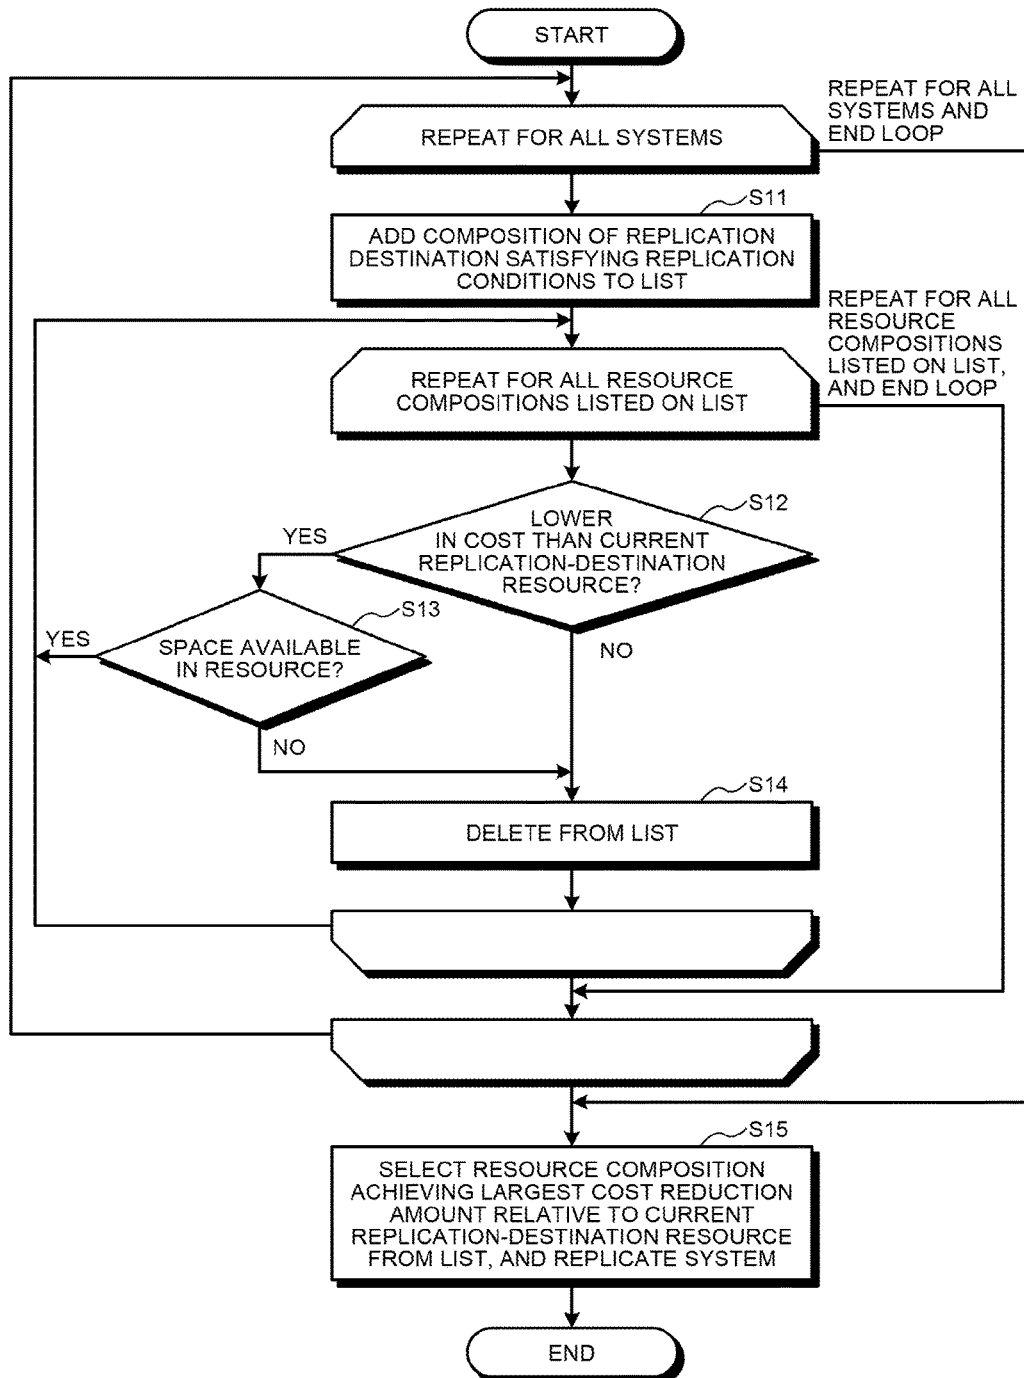 START
REPEAT FOR ALL
SYSTEMS AND
END LOOP
REPEAT FOR ALL SYSTEMS
S11
ADD COMPOSITION OF REPLICATION
DESTINATION SATISFYING REPLICATION
CONDITIONS TO LIST
REPEAT FOR ALL
RESOURCE
COMPOSITIONS
LISTED ON LIST,
AND END LOOP
REPEAT FOR ALL RESOURCE
COMPOSITIONS LISTED ON LIST
S12
LOWER
IN COST THAN CURRENT
REPLICATION-DESTINATION
RESOURCE?
YES
NO
S13
SPACE AVAILABLE
IN RESOURCE?
YES
NO
S14
DELETE FROM LIST
S15
SELECT RESOURCE COMPOSITION
ACHIEVING LARGEST COST REDUCTION
AMOUNT RELATIVE TO CURRENT
REPLICATION-DESTINATION RESOURCE
FROM LIST, AND REPLICATE SYSTEM
END